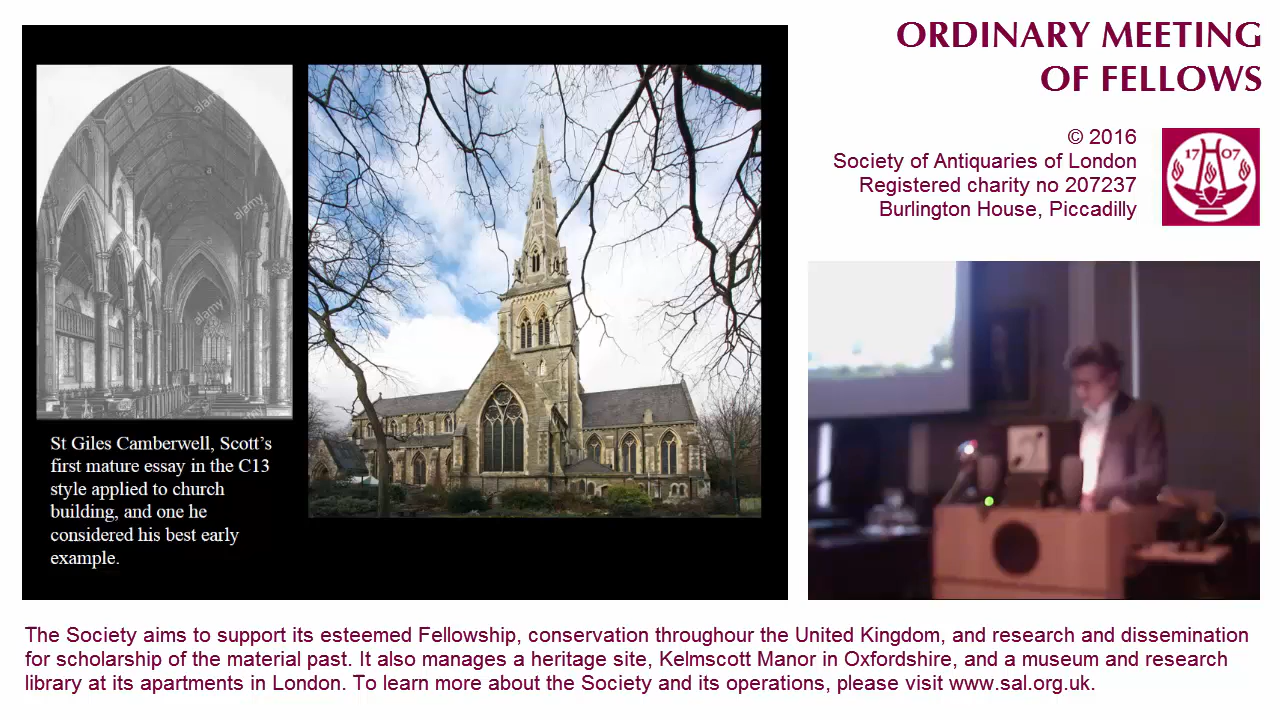 ORDINARY MEETING
OF FELLOWS
© 2016
Society of Antiquaries of London
Registered charity no 207237
Burlington House, Piccadilly
17 07
alamy
a
alamy
alamy
St Giles Camberwell, Scott's
first mature essay in the C13
style applied to church
building, and one he
considered his best early
example.
The Society aims to support its esteemed Fellowship, conservation throughour the United Kingdom, and research and dissemination
for scholarship of the material past. It also manages a heritage site, Kelmscott Manor in Oxfordshire, and a museum and research
library at its apartments in London. To learn more about the Society and its operations, please visit www.sal.org.uk.